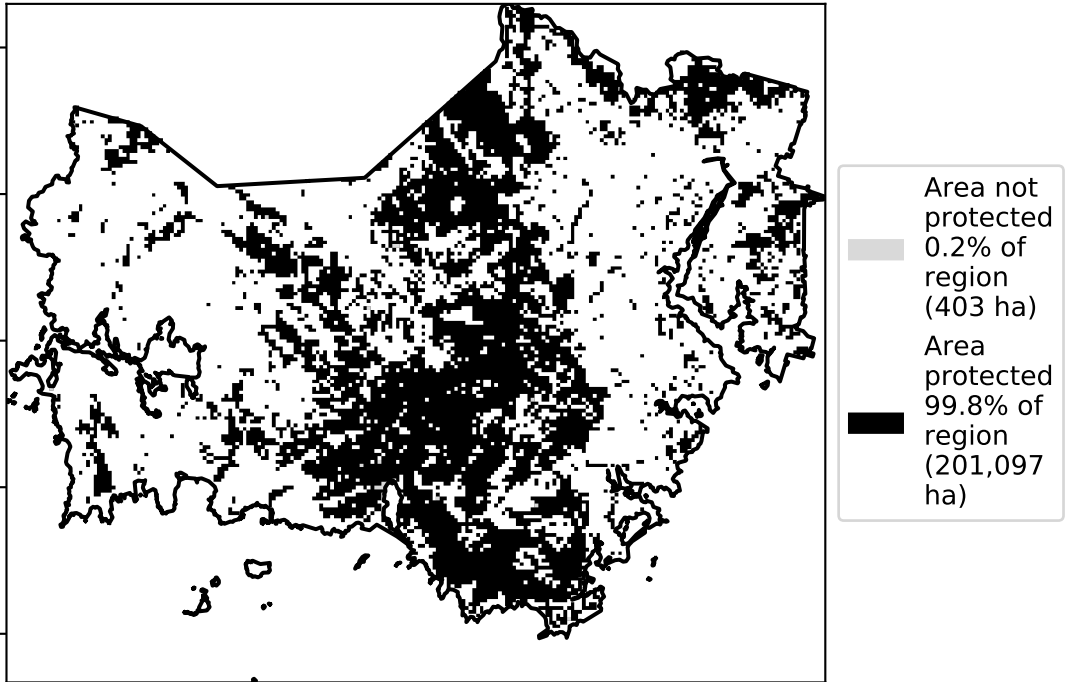 Area not
protected
0.2% of
region
(403 ha)
Area
protected
99.8% of
region
(201,097
ha)